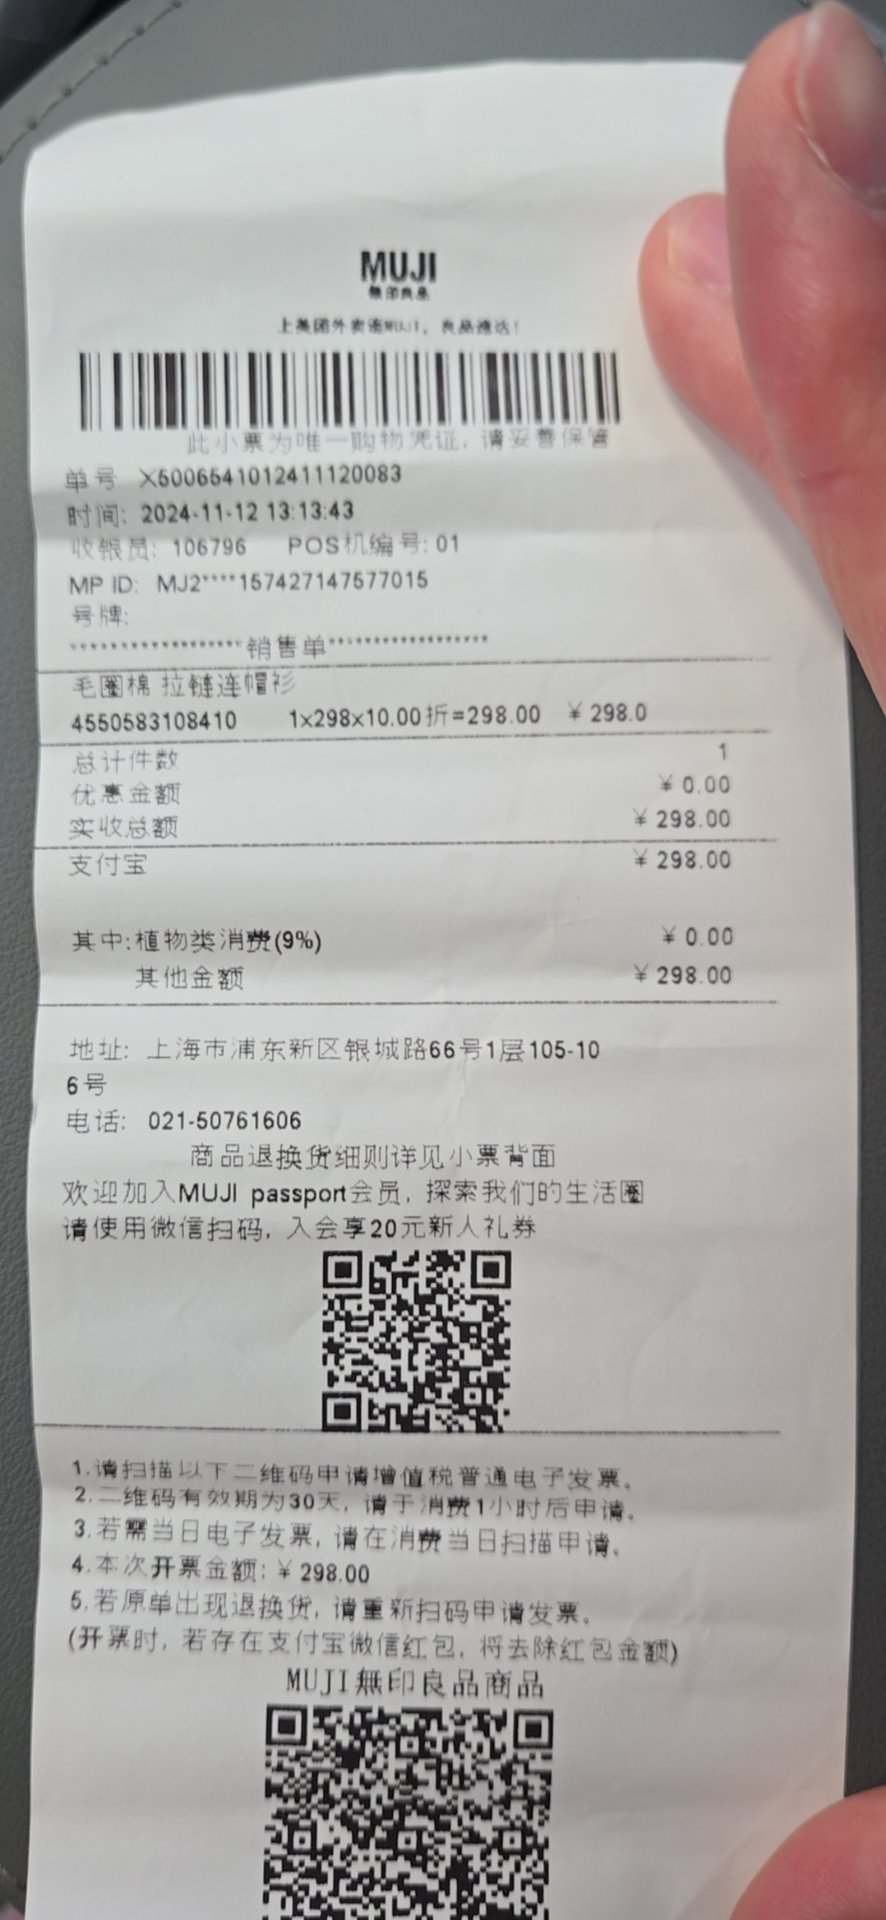 MUJI
無印良品
上美团外卖逛MUJI，良品速达！
此小票为唯一购物凭证，请妥善保管
单号 X5006541012411120083
时间: 2024-11-12 13:13:43
收银员: 106796 POS机编号: 01
MP ID: MJ2****157427147577015
号牌:
******************销售单******************
毛圈棉 拉链连帽衫
4550583108410 1x298x10.00折=298.00 ￥298.0
总计件数 1
优惠金额 ￥0.00
实收总额 ￥298.00
支付宝 ￥298.00
其中:植物类消费(9%) ￥0.00
其他金额 ￥298.00
地址: 上海市浦东新区银城路66号1层105-10
6号
电话: 021-50761606
商品退换货细则详见小票背面
欢迎加入MUJI passport会员，探索我们的生活圈
请使用微信扫码，入会享20元新人礼券
1.请扫描以下二维码申请增值税普通电子发票。
2.二维码有效期为30天，请于消费1小时后申请。
3.若需当日电子发票，请在消费当日扫描申请。
4.本次开票金额:￥298.00
5.若原单出现退换货，请重新扫码申请发票。
(开票时，若存在支付宝微信红包，将去除红包金额)
MUJI無印良品商品